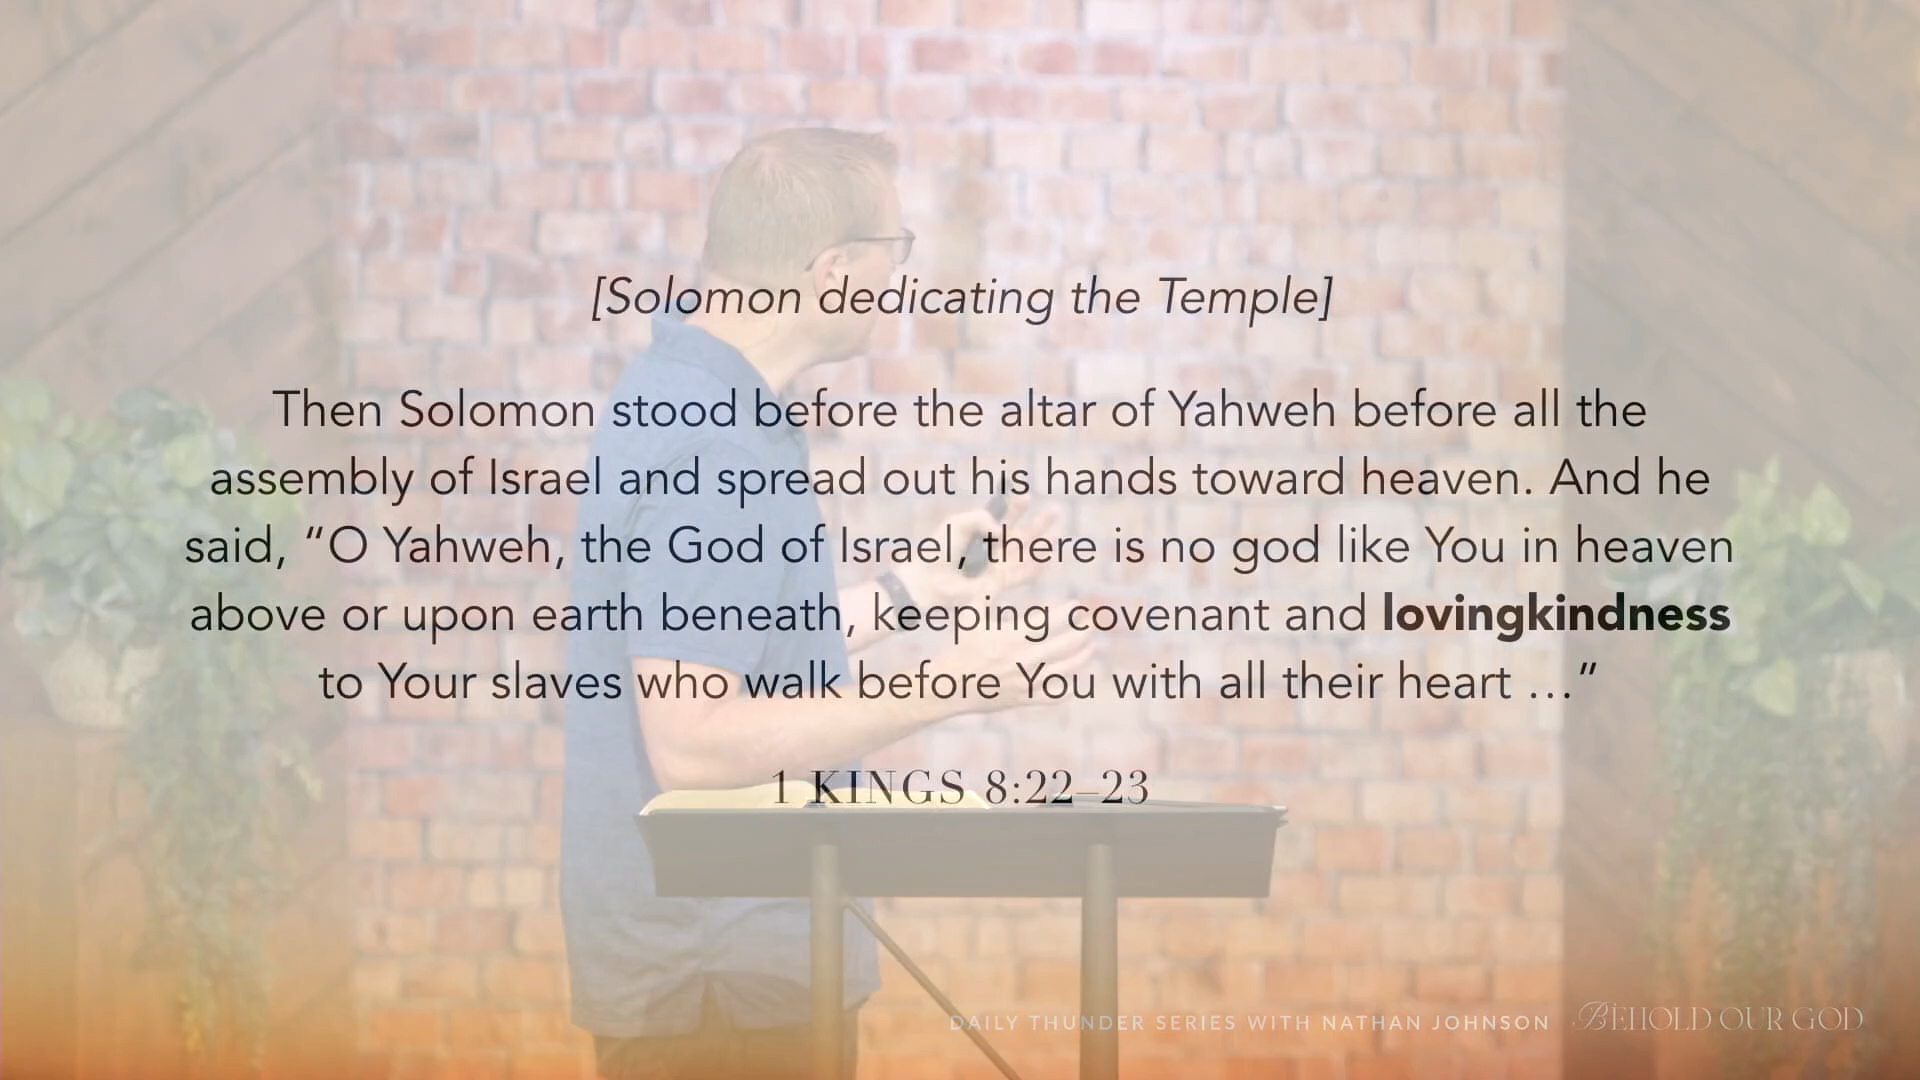 [Solomon dedicating the Temple]
Then Solomon stood before the altar of Yahweh before all the
assembly of Israel and spread out his hands toward heaven. And he
said, “O Yahweh, the God of Israel, there is no god like You in heaven
above or upon earth beneath, keeping covenant and lovingkindness
to Your slaves who walk before You with all their heart …”
1 KINGS 8:22–23
DAILY THUNDER SERIES WITH NATHAN JOHNSON BEHOLD OUR GOD